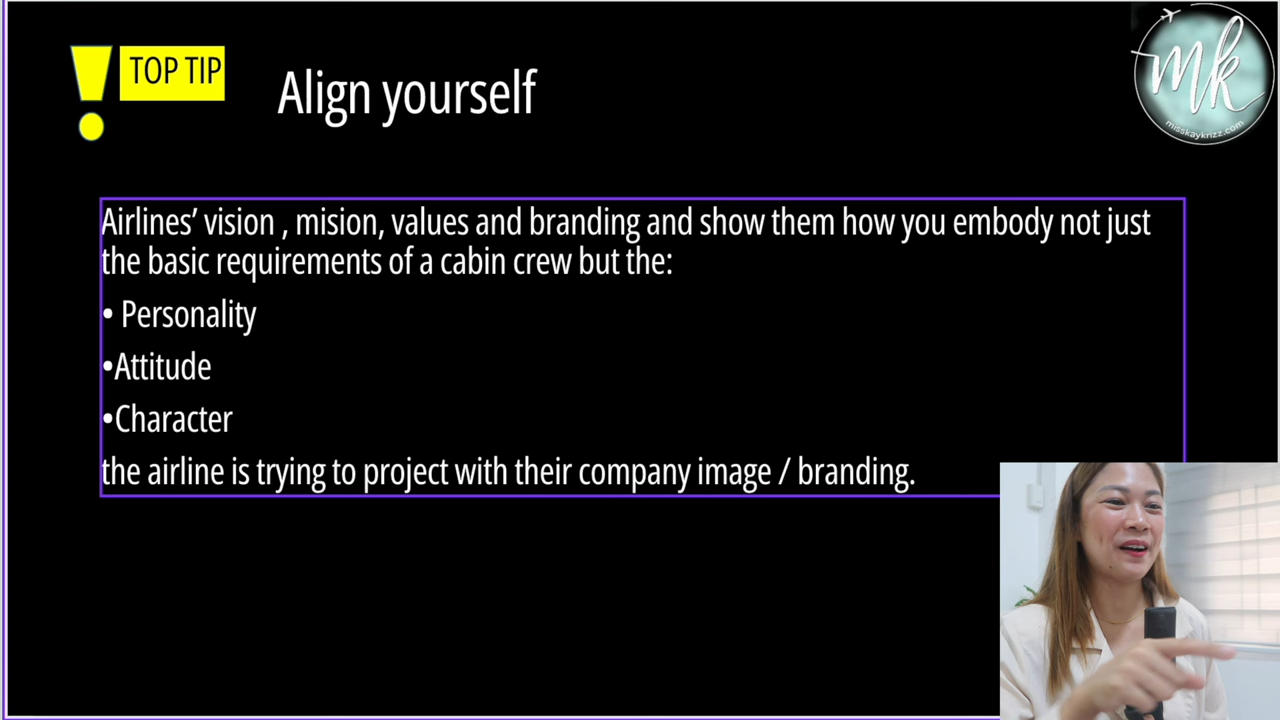 TOP TIP
Align yourself
mk
misskaykrizz.com
Airlines’ vision , mision, values and branding and show them how you embody not just
the basic requirements of a cabin crew but the:
• Personality
•Attitude
•Character
the airline is trying to project with their company image / branding.